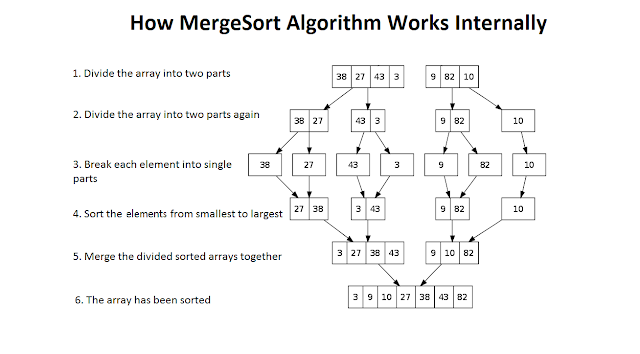 How MergeSort Algorithm Works Internally
1. Divide the array into two parts
38 27 43 3 9 82 10
2. Divide the array into two parts again
38 27 43 3 9 82 10
3. Break each element into single
parts
38 27 43 3 9 82 10
4. Sort the elements from smallest to largest
27 38 3 43 9 82 10
5. Merge the divided sorted arrays together
3 27 38 43 9 10 82
6. The array has been sorted
3 9 10 27 38 43 82